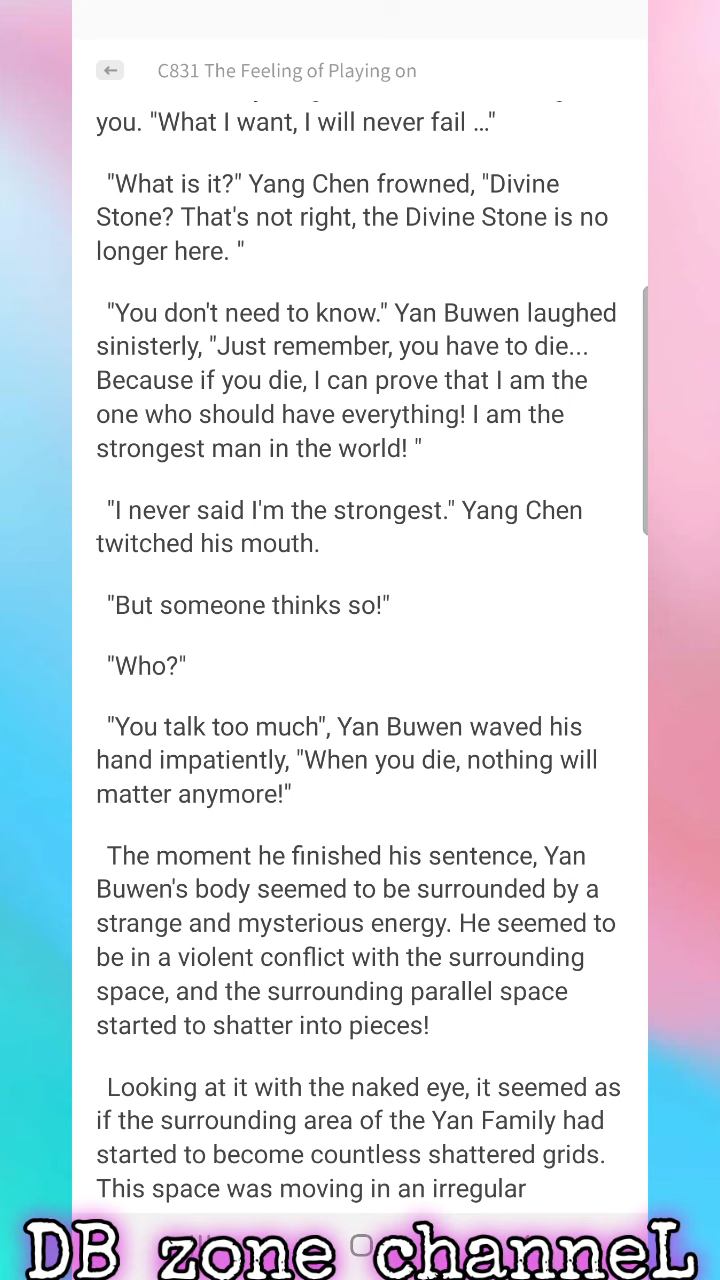 C831 The Feeling of Playing on
you. "What I want, I will never fail ..."
"What is it?" Yang Chen frowned, "Divine
Stone? That's not right, the Divine Stone is no
longer here. "
"You don't need to know." Yan Buwen laughed
sinisterly, "Just remember, you have to die...
Because if you die, I can prove that I am the
one who should have everything! I am the
strongest man in the world! "
"I never said I'm the strongest." Yang Chen
twitched his mouth.
"But someone thinks so!"
"Who?"
"You talk too much", Yan Buwen waved his
hand impatiently, "When you die, nothing will
matter anymore!"
The moment he finished his sentence, Yan
Buwen's body seemed to be surrounded by a
strange and mysterious energy. He seemed to
be in a violent conflict with the surrounding
space, and the surrounding parallel space
started to shatter into pieces!
Looking at it with the naked eye, it seemed as
if the surrounding area of the Yan Family had
started to become countless shattered grids.
This space was moving in an irregular
DB zone channeL